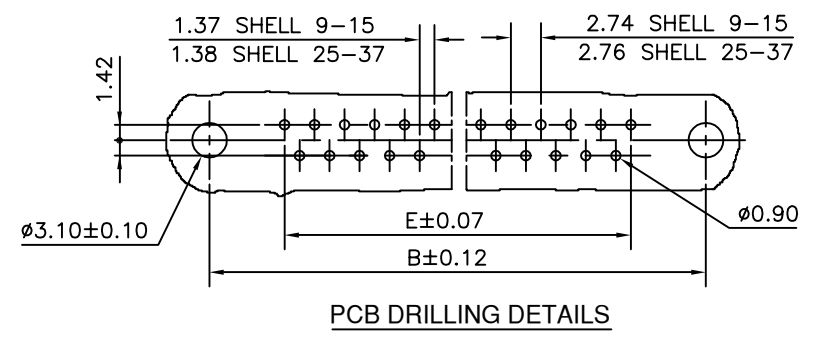 1.37 SHELL 9-15
1.38 SHELL 25-37
2.74 SHELL 9-15
2.76 SHELL 25-37
1.42
ø3.10±0.10
E±0.07
ø0.90
B±0.12
PCB DRILLING DETAILS